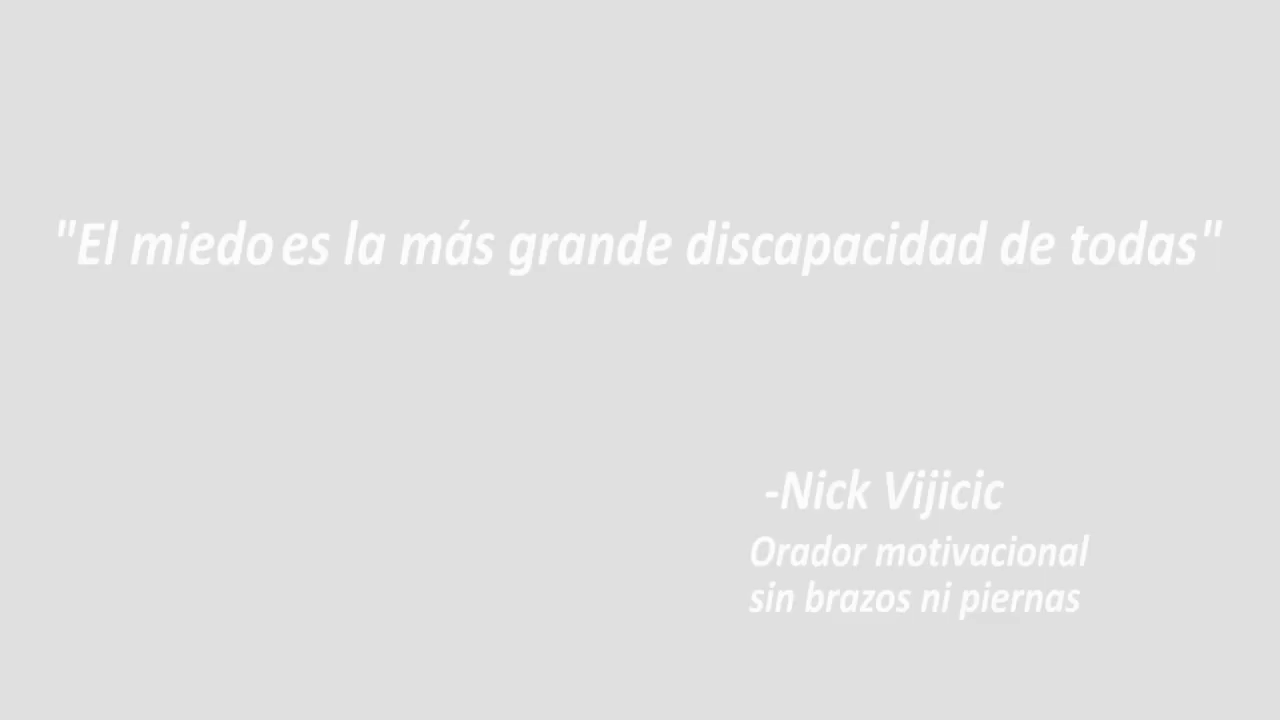 "El miedo es la más grande discapacidad de todas"
-Nick Vijicic
Orador motivacional
sin brazos ni piernas